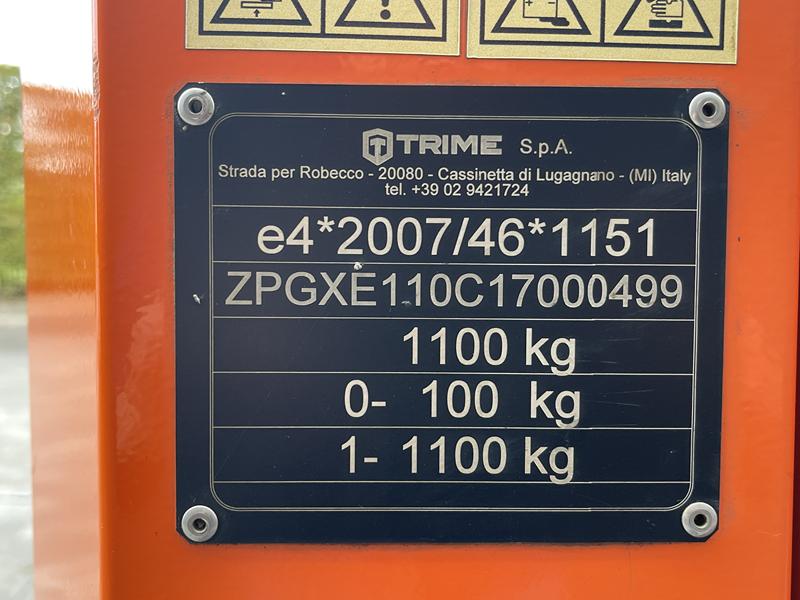 TRIME S.p.A.
Strada per Robecco - 20080 - Cassinetta di Lugagnano - (MI) Italy
tel. +39 02 9421724
e4*2007/46*1151
ZPGXE110C17000499
1100 kg
0- 100 kg
1- 1100 kg